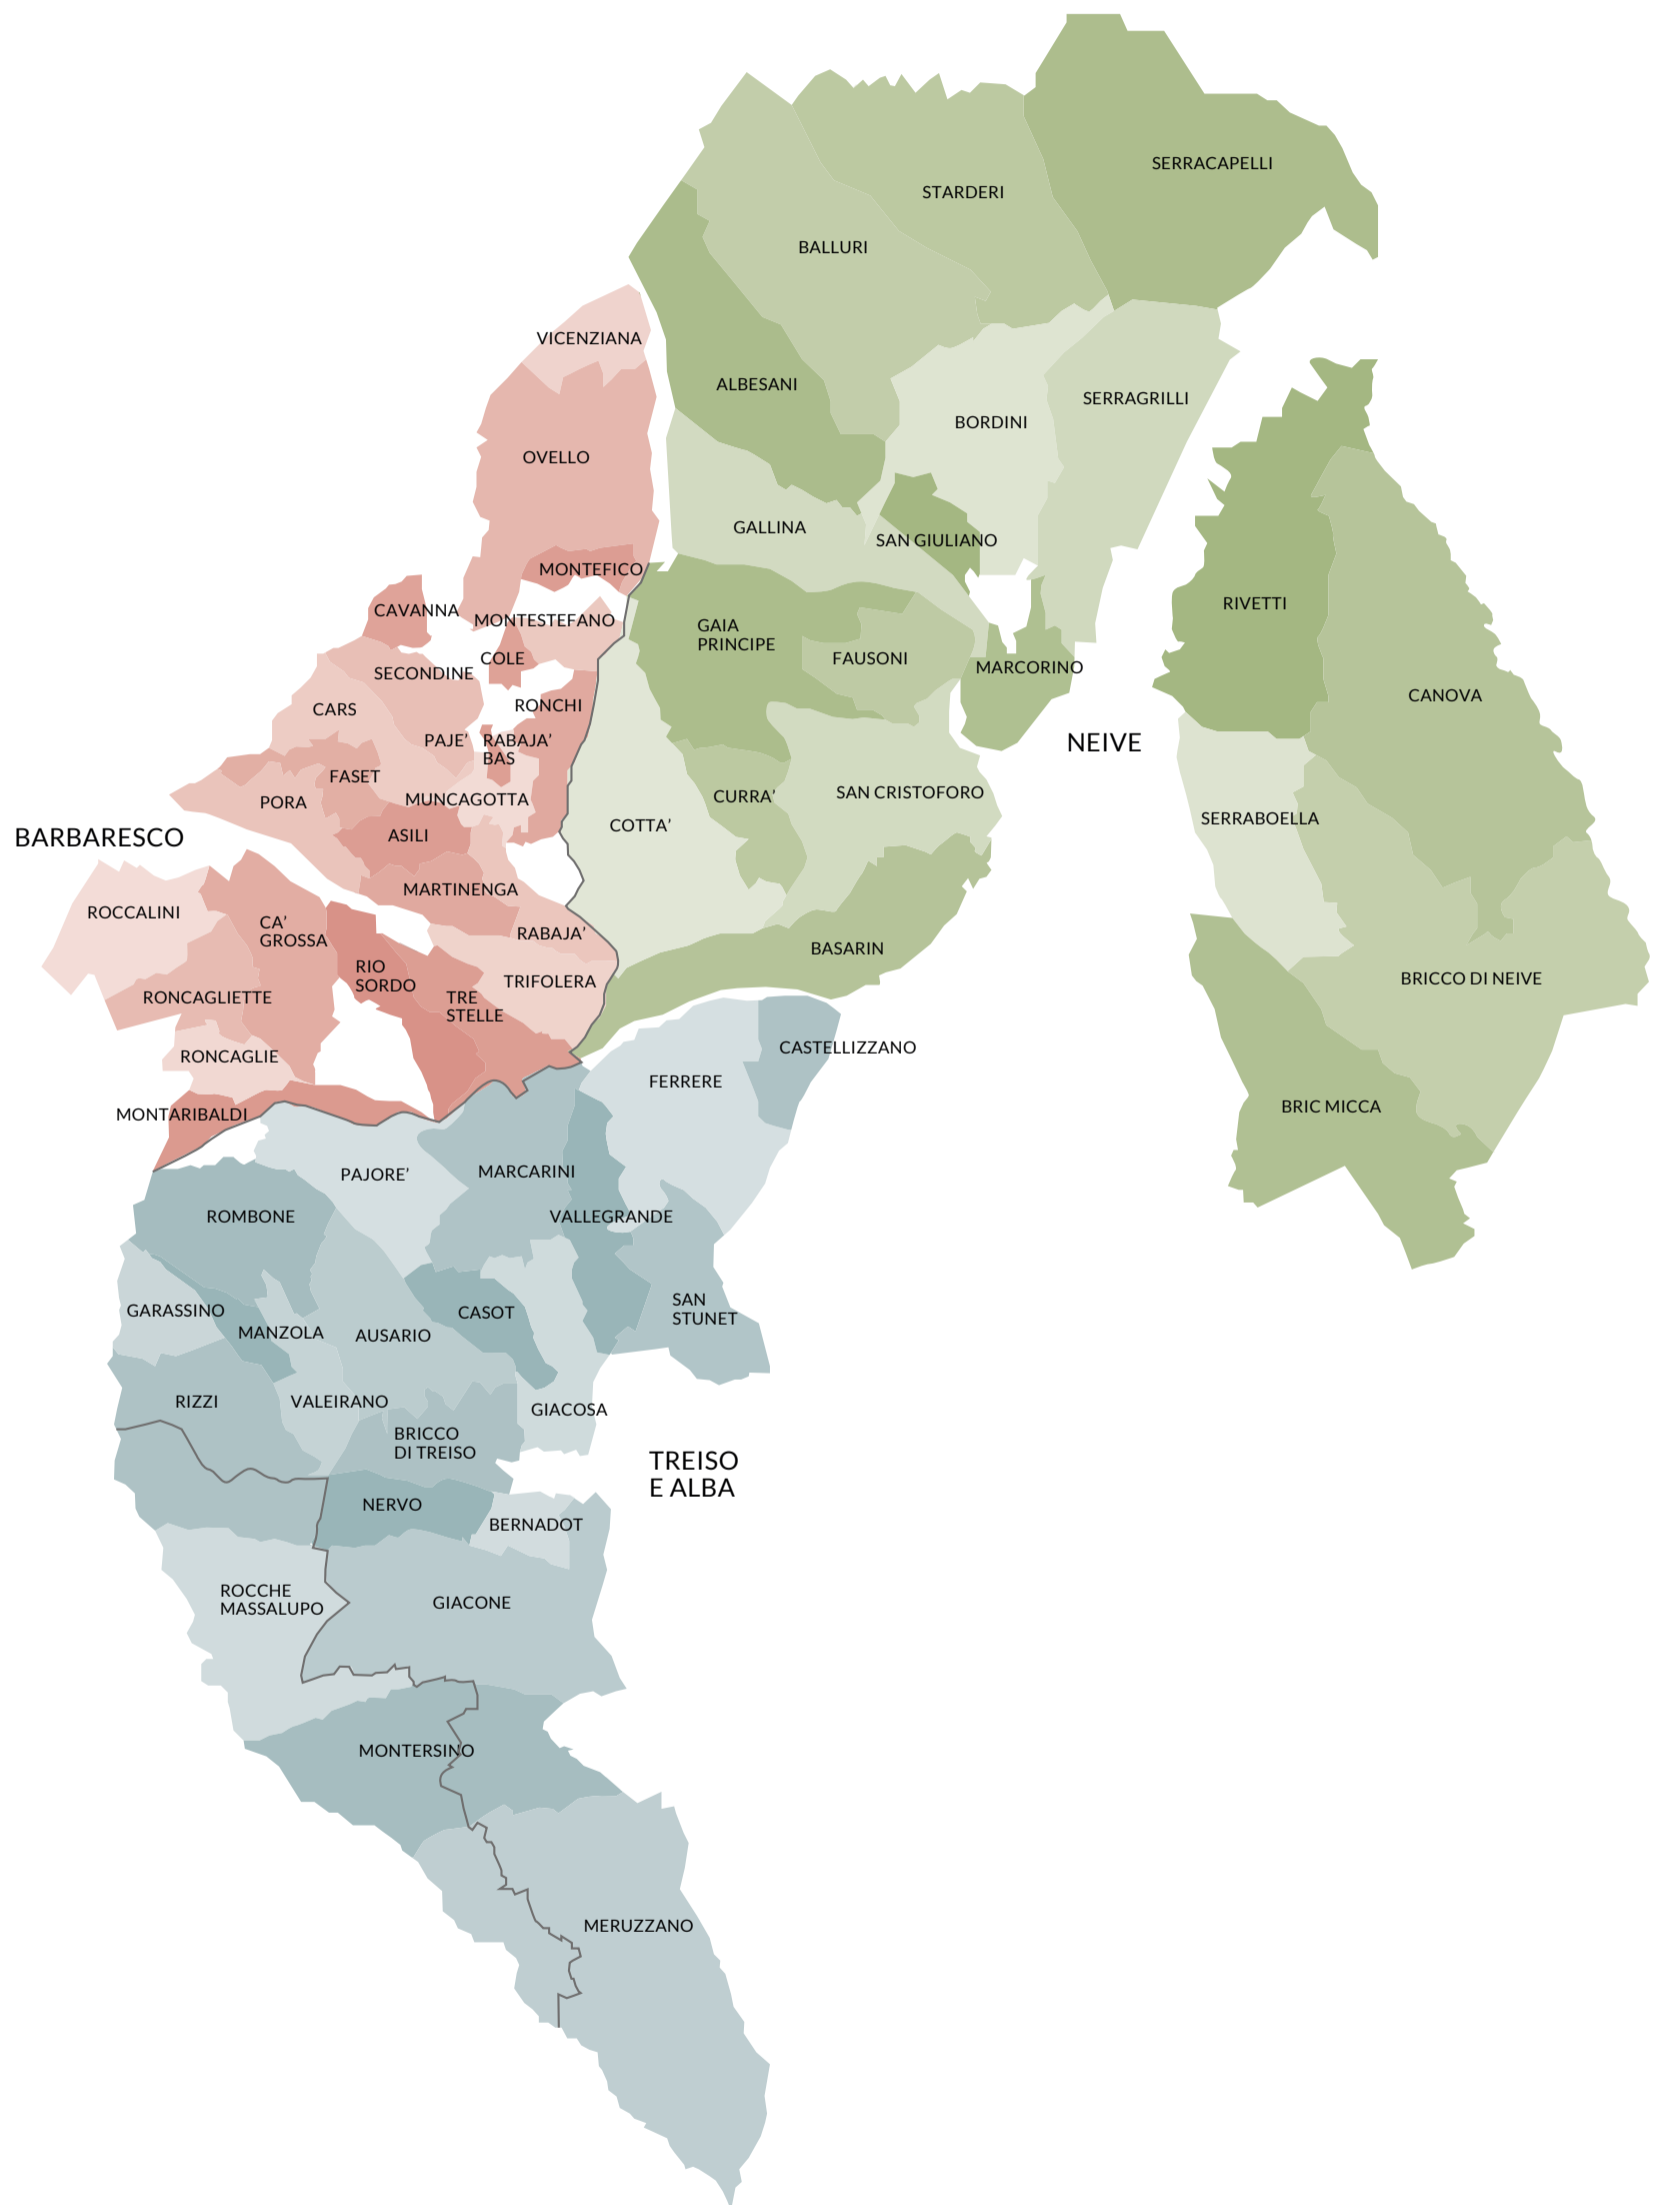 SERRACAPELLI
STARDERI
BALLURI
VICENZIANA
ALBESANI
SERRAGRILLI
BORDINI
OVELLO
GALLINA
SAN GIULIANO
MONTEFICO
RIVETTI
CAVANNA
MONTESTEFANO
GAIA
PRINCIPE
COLE
FAUSONI
MARCORINO
SECONDINE
CANOVA
RONCHI
CARS
PAJE’
RABAJA’
BAS
NEIVE
FASET
PORA
MUNCAGOTTA
CURRA’
SAN CRISTOFORO
SERRABOELLA
COTTA’
BARBARESCO
ASILI
MARTINENGA
ROCCALINI
CA’
GROSSA
RABAJA’
BASARIN
RIO
SORDO
TRIFOLERA
BRICCO DI NEIVE
RONCAGLIETTE
TRE
STELLE
RONCAGLIE
CASTELLIZZANO
FERRERE
BRIC MICCA
MONTARIBALDI
PAJORE’
MARCARINI
ROMBONE
VALLEGRANDE
GARASSINO
MANZOLA
AUSARIO
CASOT
SAN
STUNET
RIZZI
VALEIRANO
GIACOSA
BRICCO
DI TREISO
TREISO
E ALBA
NERVO
BERNADOT
ROCCHE
MASSALUPO
GIACONE
MONTERSINO
MERUZZANO